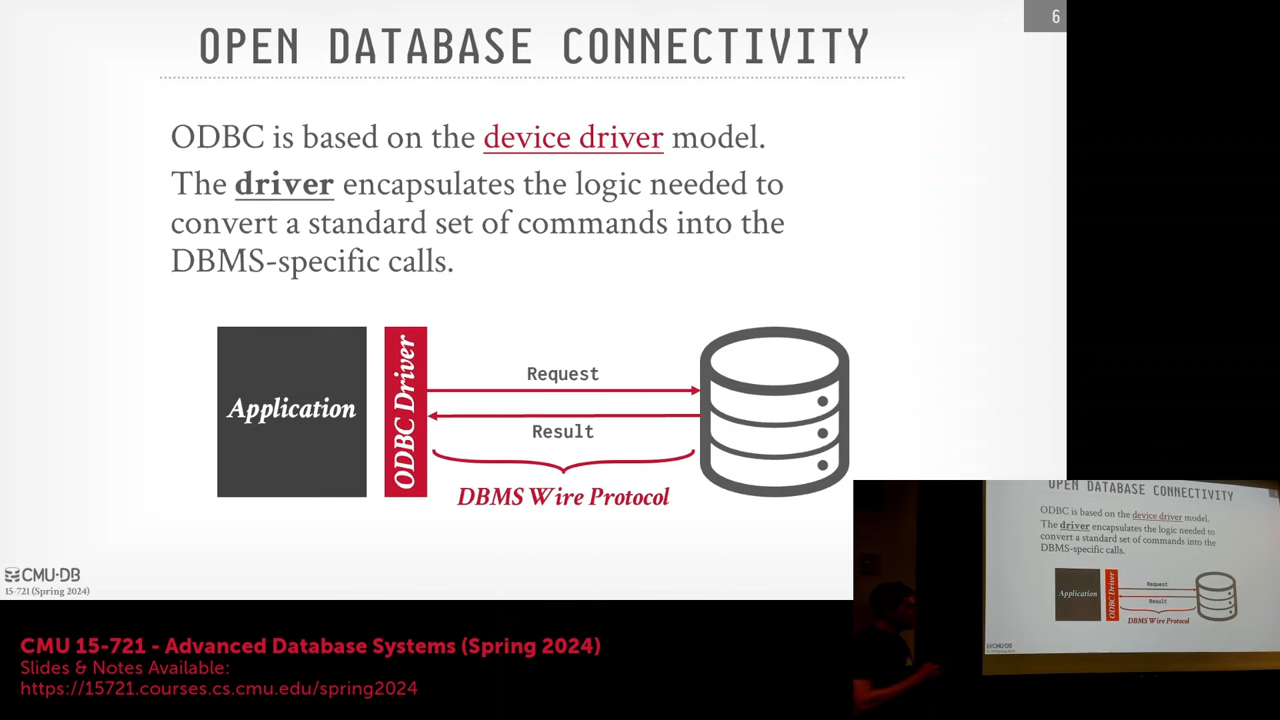 6
OPEN DATABASE CONNECTIVITY
ODBC is based on the device driver model.
The driver encapsulates the logic needed to
convert a standard set of commands into the
DBMS-specific calls.
Application
ODBC Driver
Request
Result
DBMS Wire Protocol
CMU·DB
15-721 (Spring 2024)
OPEN DATABASE CONNECTIVITY
ODBC is based on the device driver model.
The driver encapsulates the logic needed to
convert a standard set of commands into the
DBMS-specific calls.
Application
ODBC Driver
Request
Result
DBMS Wire Protocol
CMU·DB
CMU 15-721 - Advanced Database Systems (Spring 2024)
Slides & Notes Available:
https://15721.courses.cs.cmu.edu/spring2024